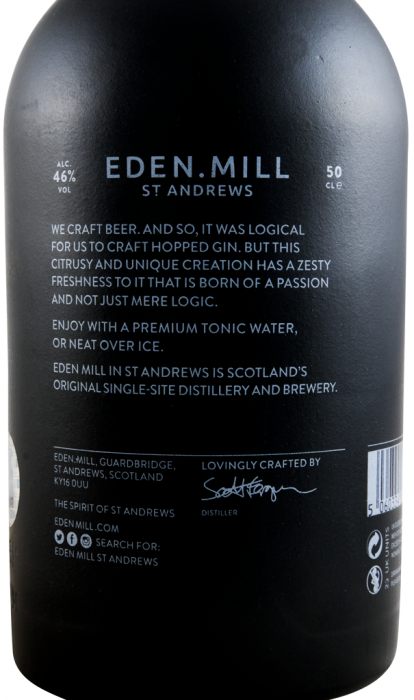 ALC.
46%
VOL
EDEN.MILL
ST ANDREWS
50
CL e
WE CRAFT BEER. AND SO, IT WAS LOGICAL
FOR US TO CRAFT HOPPED GIN. BUT THIS
CITRUSY AND UNIQUE CREATION HAS A ZESTY
FRESHNESS TO IT THAT IS BORN OF A PASSION
AND NOT JUST MERE LOGIC.
ENJOY WITH A PREMIUM TONIC WATER,
OR NEAT OVER ICE.
EDEN MILL IN ST ANDREWS IS SCOTLAND'S
ORIGINAL SINGLE-SITE DISTILLERY AND BREWERY.
EDEN.MILL, GUARDBRIDGE,
ST ANDREWS, SCOTLAND
KY16 0UU
THE SPIRIT OF ST ANDREWS
EDENMILL.COM
SEARCH FOR:
EDEN MILL ST ANDREWS
LOVINGLY CRAFTED BY
DISTILLER
23 UK UNITS